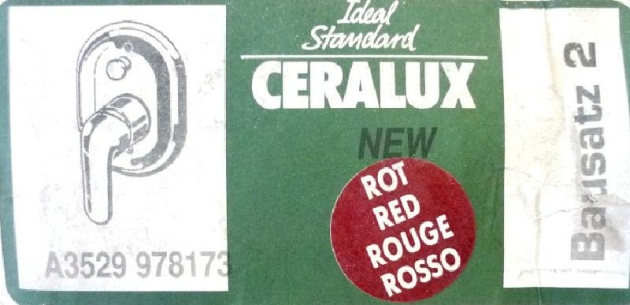 Ideal
Standard
CERALUX
NEW
ROT
RED
ROUGE
ROSSO
A3529 978173
Bausatz 2